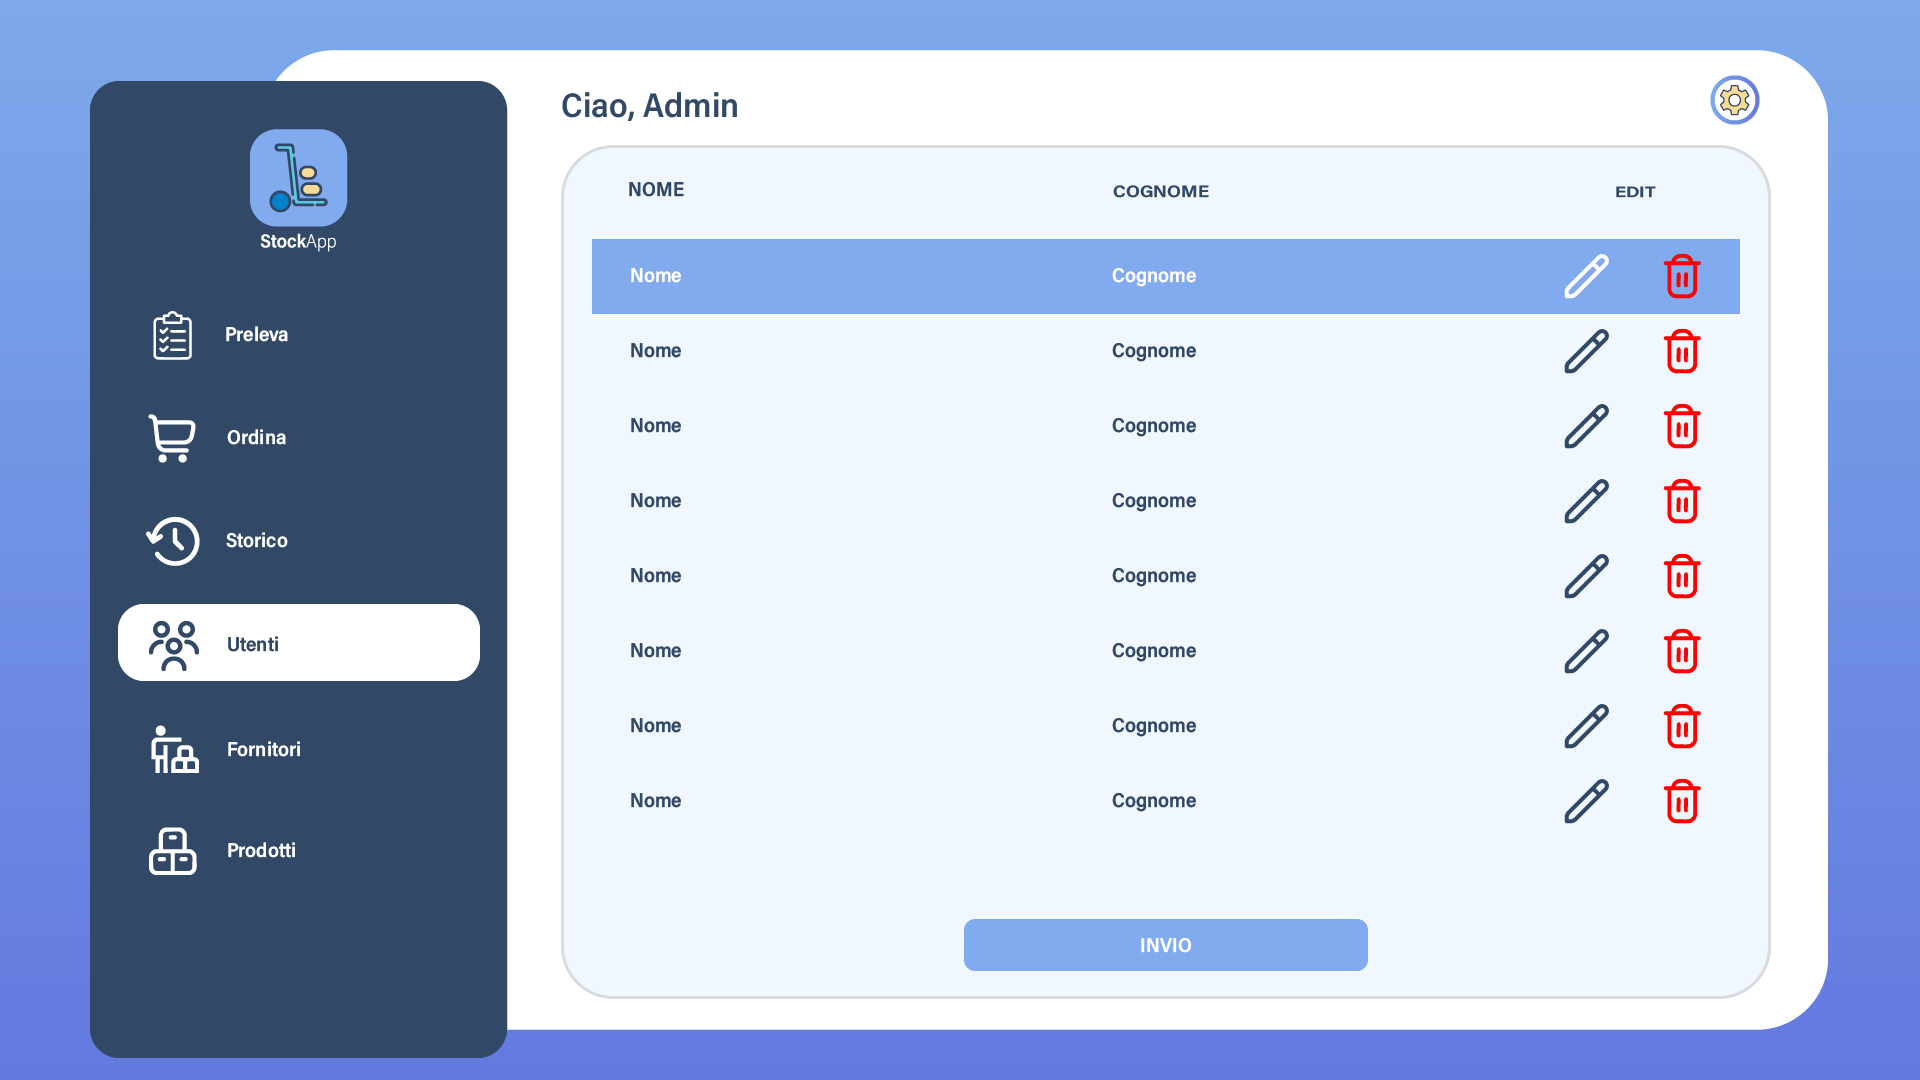 StockApp
Preleva
Ordina
Storico
Utenti
Fornitori
Prodotti
Ciao, Admin
NOME COGNOME EDIT
Nome Cognome
Nome Cognome
Nome Cognome
Nome Cognome
Nome Cognome
Nome Cognome
Nome Cognome
Nome Cognome
INVIO